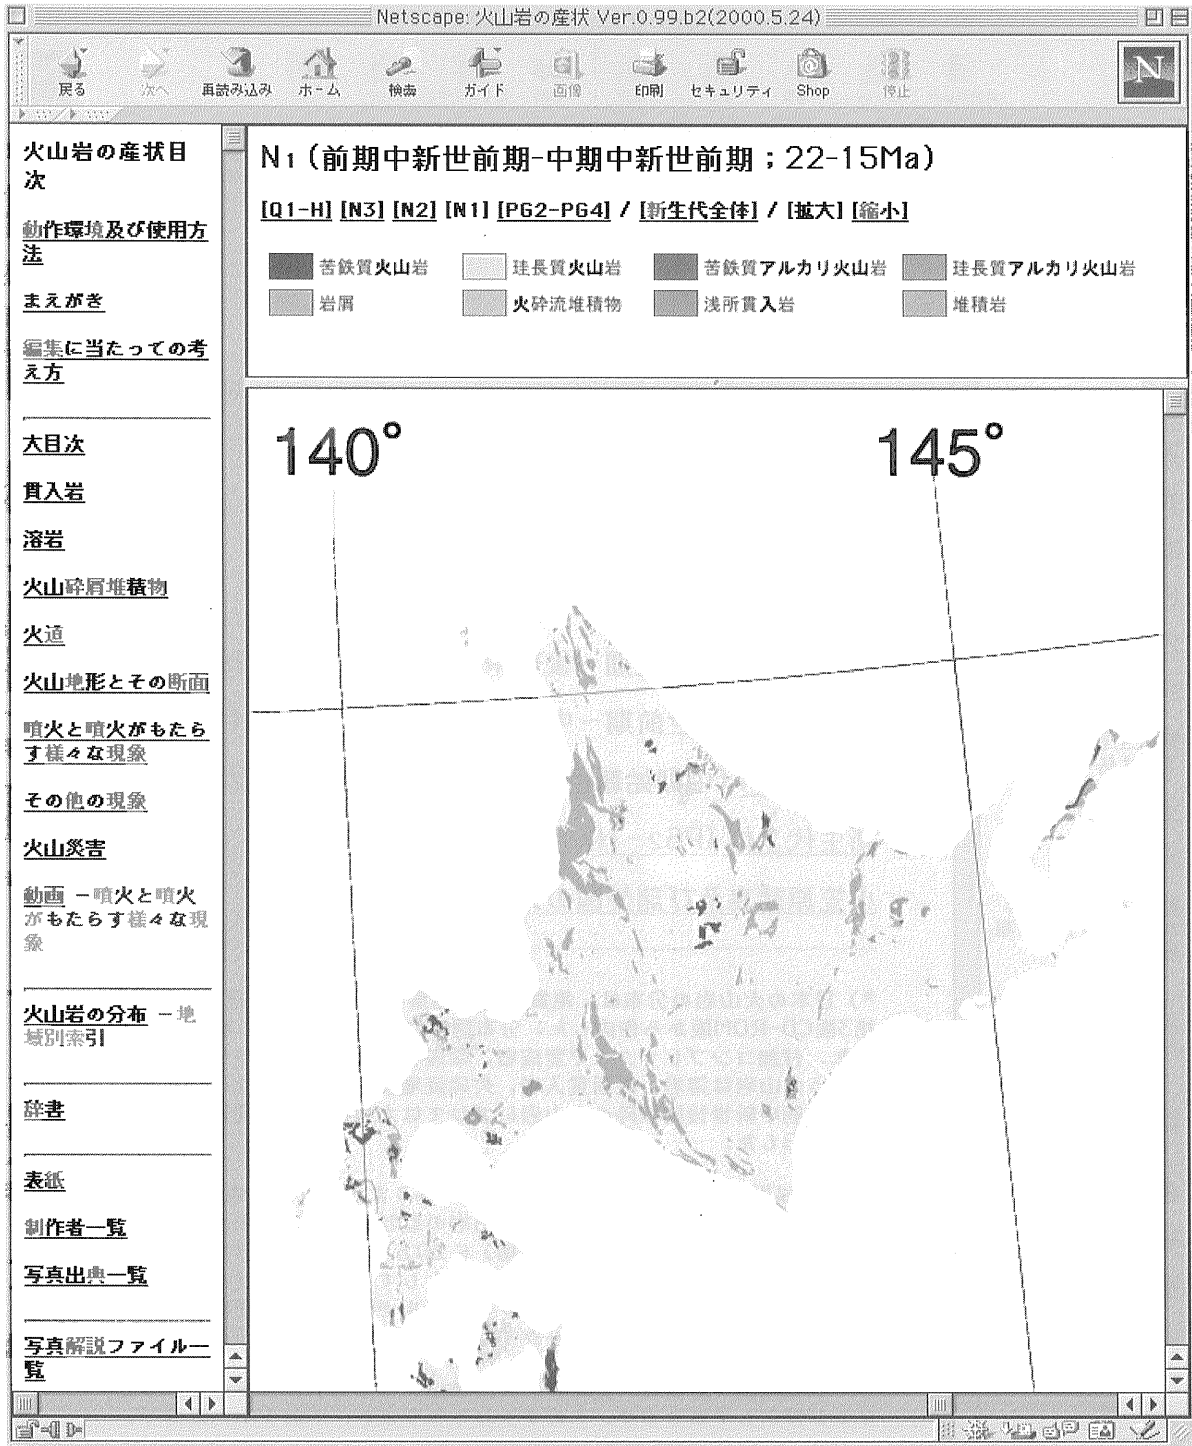 Netscape: 火山岩の産状 Ver.0.99.b2(2000.5.24)
戻る 次へ 再読み込み ホーム 検索 ガイド 画像 印刷 セキュリティ Shop 停止
N
火山岩の産状目
次
動作環境及び使用方
法
まえがき
編集に当たっての考
え方
大目次
貫入岩
溶岩
火山砕屑堆積物
火道
火山地形とその断面
噴火と噴火がもたら
す様々な現象
その他の現象
火山災害
動画 －噴火と噴火
がもたらす様々な現
象
火山岩の分布 －地
域別索引
辞書
表紙
制作者一覧
写真出典一覧
写真解説ファイル一
覧
N1 (前期中新世前期-中期中新世前期 ; 22-15Ma)
[Q1-H] [N3] [N2] [N1] [PG2-PG4] / [新生代全体] / [拡大] [縮小]
苦鉄質火山岩 珪長質火山岩 苦鉄質アルカリ火山岩 珪長質アルカリ火山岩
岩屑 火砕流堆積物 浅所貫入岩 堆積岩
140° 145°